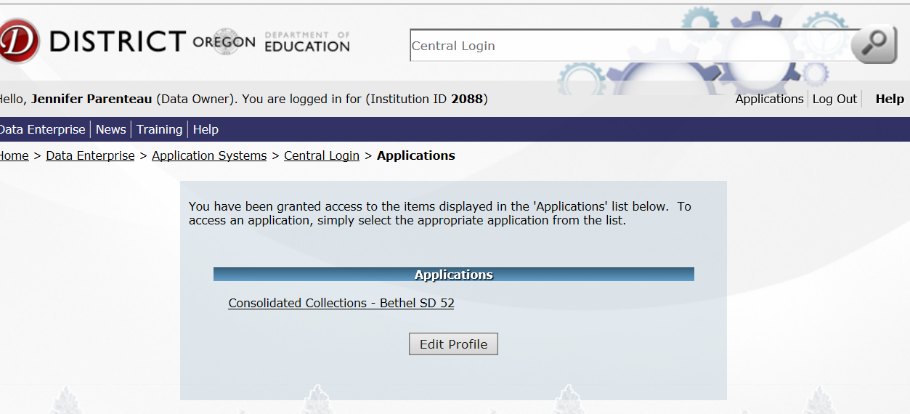 D DISTRICT OREGON DEPARTMENT OF EDUCATION
Central Login
Hello, Jennifer Parenteau (Data Owner). You are logged in for (Institution ID 2088)
Applications | Log Out | Help
Data Enterprise | News | Training | Help
Home > Data Enterprise > Application Systems > Central Login > Applications
You have been granted access to the items displayed in the 'Applications' list below. To
access an application, simply select the appropriate application from the list.
Applications
Consolidated Collections - Bethel SD 52
Edit Profile